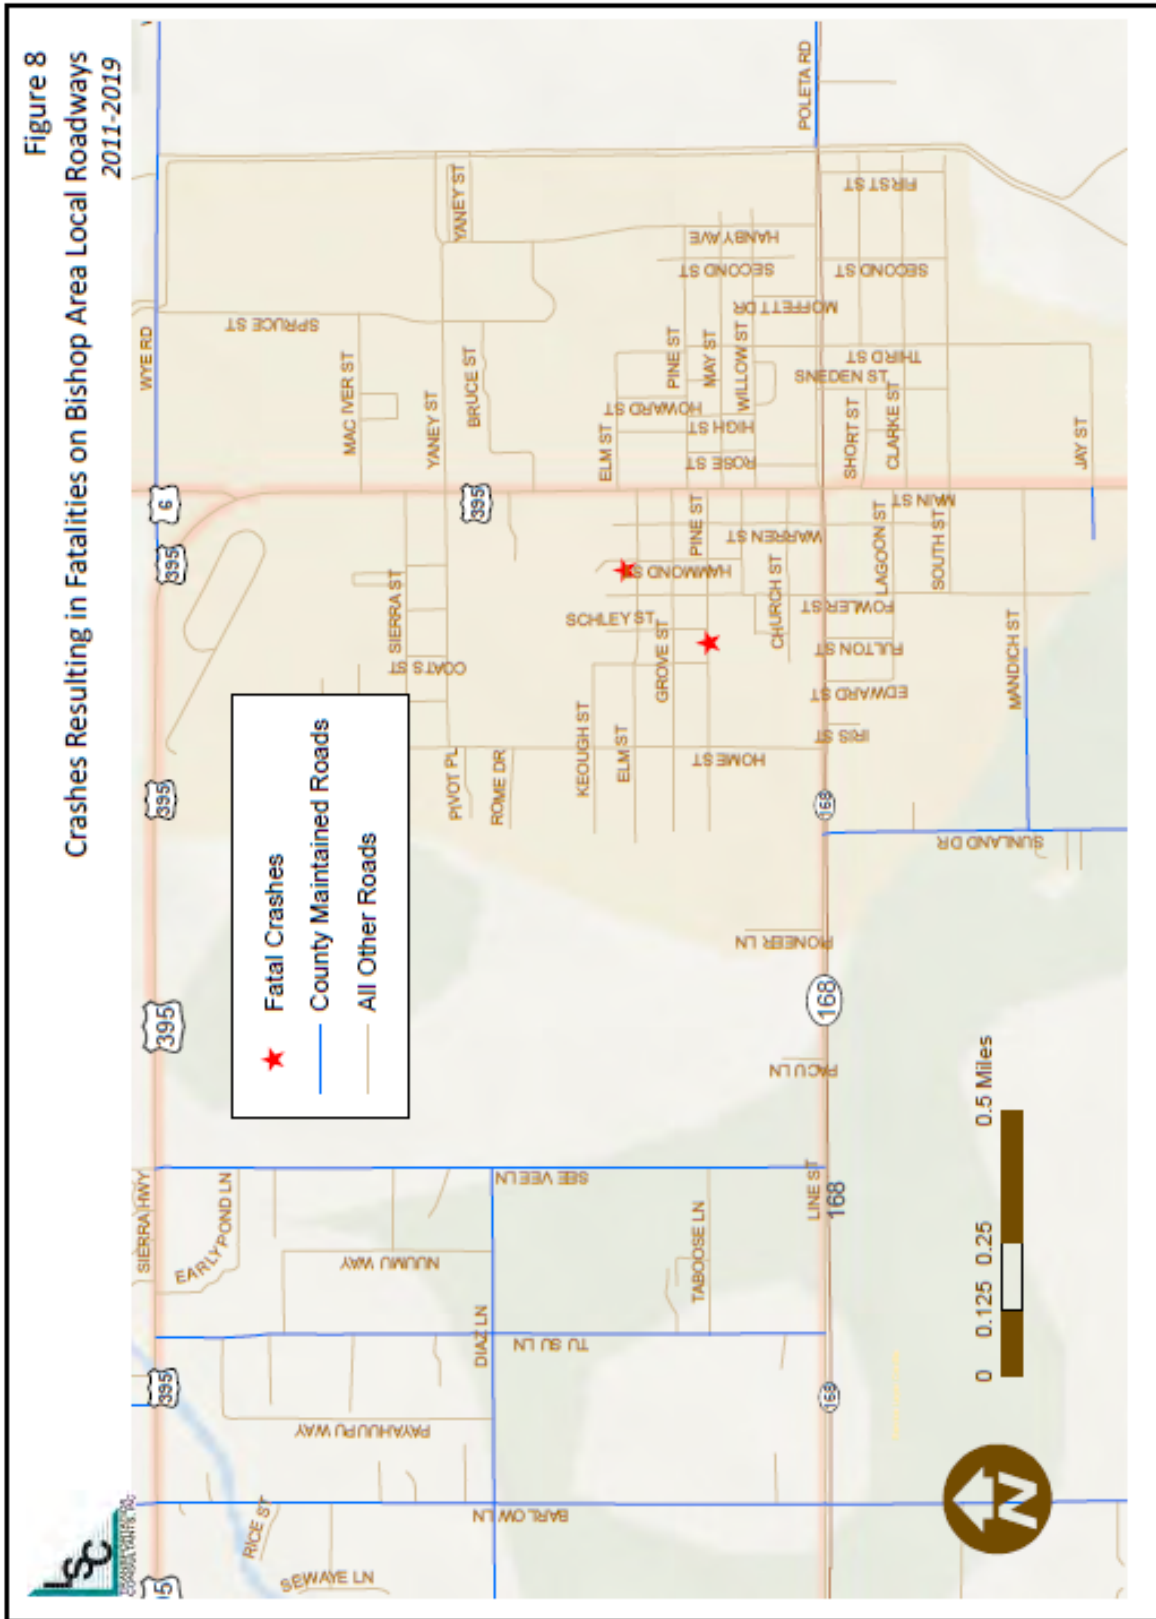 Figure 8
Crashes Resulting in Fatalities on Bishop Area Local Roadways
2011-2019
LSC
TRANSPORTATION
CONSULTANTS, INC.
Fatal Crashes
County Maintained Roads
All Other Roads
395
395
395
395
395
6
SIERRA HWY
WYE RD
EARLY POND LN
NUUMU WAY
PAYAHUUPU WAY
RICE ST
SEWAYE LN
BARLOW LN
DIAZ LN
TU SU LN
SEE VEE LN
TABOOSE LN
LINE ST
168
168
168
168
PACU LN
PIONEER LN
SUNLAND DR
MANDICH ST
PIVOT PL
ROME DR
KEOUGH ST
ELM ST
HOME ST
COATS ST
SIERRA ST
SCHLEY ST
GROVE ST
HAMMOND ST
PINE ST
WARREN ST
CHURCH ST
FOWLER ST
FULTON ST
EDWARD ST
IRIS ST
LAGOON ST
SOUTH ST
MAIN ST
395
MAC IVER ST
YANEY ST
BRUCE ST
SPRUCE ST
YANEY ST
ELM ST
HOWARD ST
HIGH ST
ROSE ST
PINE ST
MAY ST
WILLOW ST
HANBY AVE
SECOND ST
MOFFETT DR
POLETA RD
FIRST ST
SECOND ST
THIRD ST
SNEDEN ST
SHORT ST
CLARKE ST
JAY ST
N
0 0.125 0.25 0.5 Miles